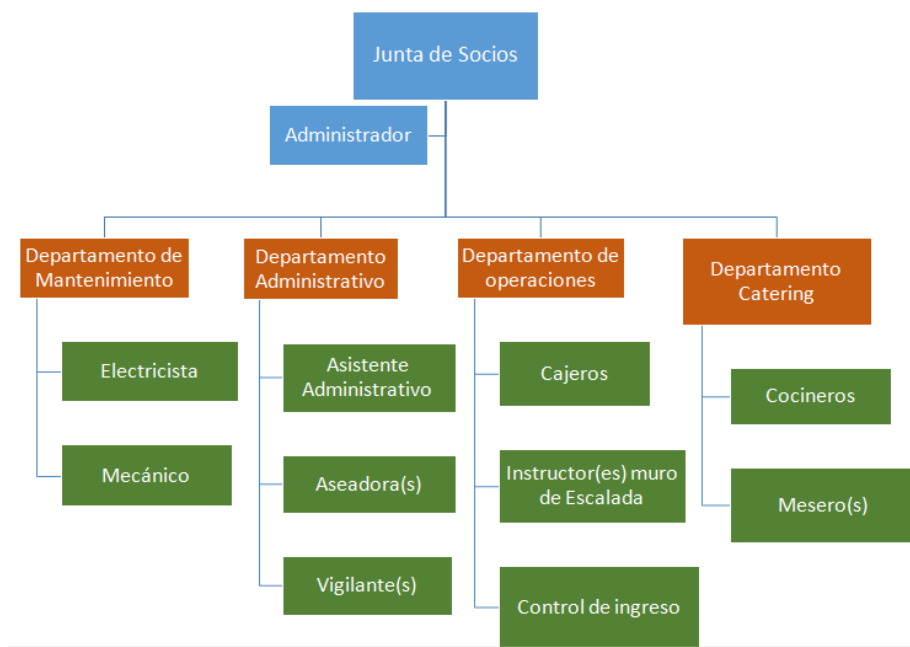 Junta de Socios
Administrador
Departamento de
Mantenimiento
Departamento
Administrativo
Departamento de
operaciones
Departamento
Catering
Electricista
Mecánico
Asistente
Administrativo
Aseadora(s)
Vigilante(s)
Cajeros
Instructor(es) muro
de Escalada
Control de ingreso
Cocineros
Mesero(s)